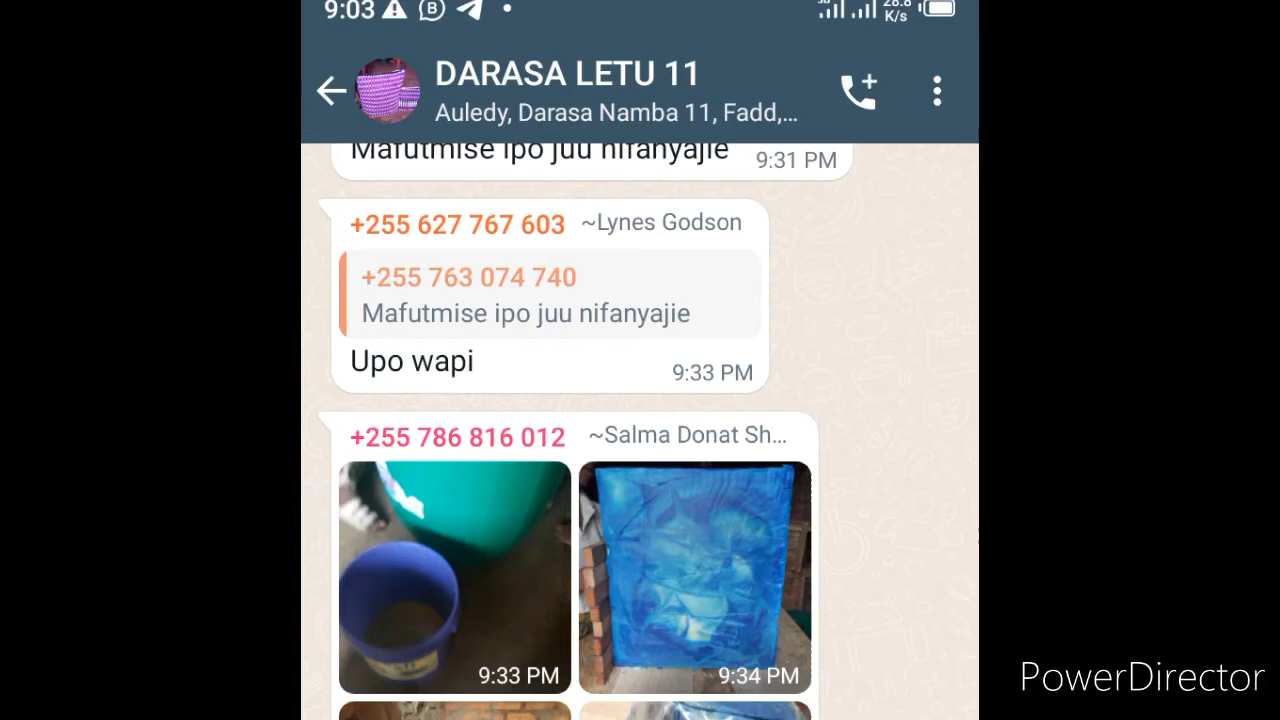 9:03
28.8
K/s
DARASA LETU 11
Auledy, Darasa Namba 11, Fadd,...
Mafutmise ipo juu nifanyajie
9:31 PM
+255 627 767 603 ~Lynes Godson
+255 763 074 740
Mafutmise ipo juu nifanyajie
Upo wapi
9:33 PM
+255 786 816 012 ~Salma Donat Sh...
9:33 PM
9:34 PM
PowerDirector